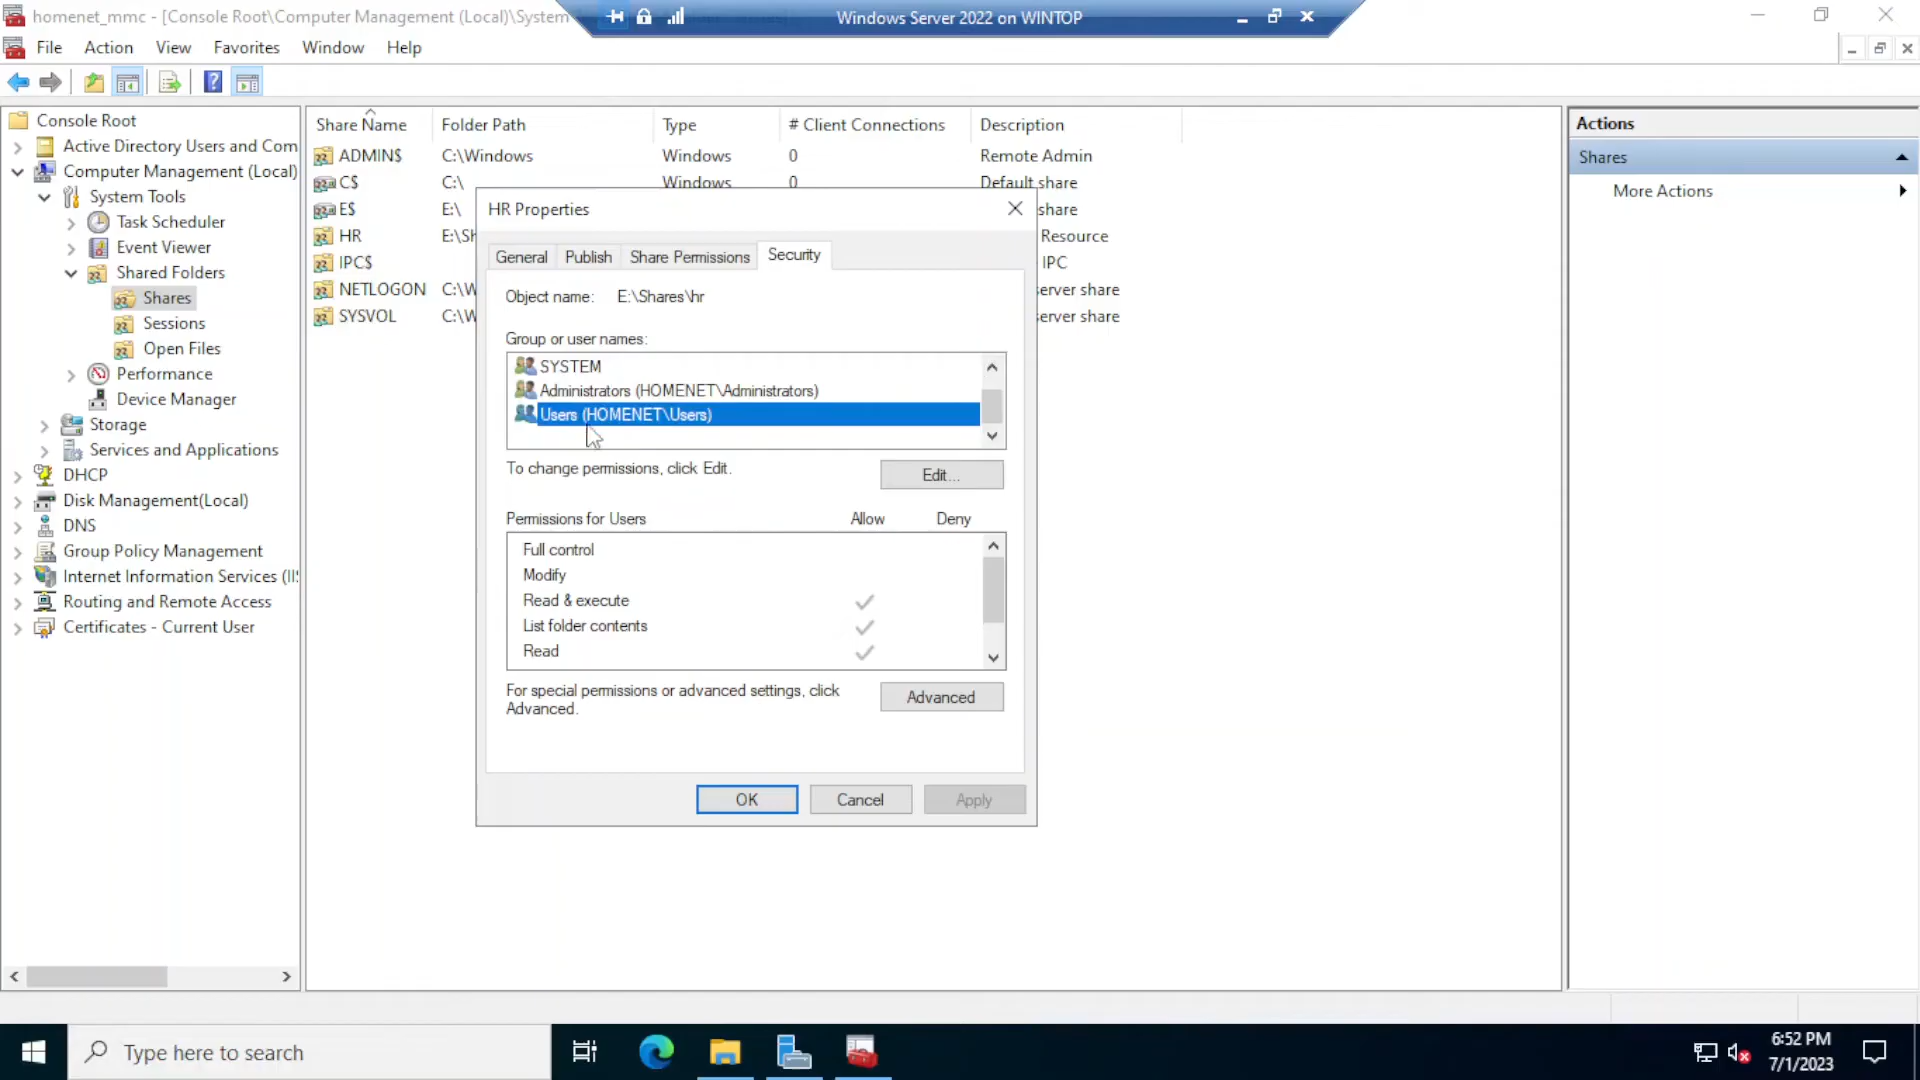 homenet_mmc - [Console Root\Computer Management (Local)\System
Windows Server 2022 on WINTOP
File Action View Favorites Window Help
Console Root
Active Directory Users and Com
Computer Management (Local)
System Tools
Task Scheduler
Event Viewer
Shared Folders
Shares
Sessions
Open Files
Performance
Device Manager
Storage
Services and Applications
DHCP
Disk Management(Local)
DNS
Group Policy Management
Internet Information Services (II
Routing and Remote Access
Certificates - Current User
Share Name Folder Path Type # Client Connections Description
ADMIN$ C:\Windows Windows 0 Remote Admin
C$ C:\ Windows 0 Default share
E$ E:\ share
HR E:\Sh Resource
IPC$ IPC
NETLOGON C:\W server share
SYSVOL C:\W server share
HR Properties
General Publish Share Permissions Security
Object name: E:\Shares\hr
Group or user names:
SYSTEM
Administrators (HOMENET\Administrators)
Users (HOMENET\Users)
To change permissions, click Edit.
Edit...
Permissions for Users Allow Deny
Full control
Modify
Read & execute
List folder contents
Read
For special permissions or advanced settings, click
Advanced.
Advanced
OK Cancel Apply
Actions
Shares
More Actions
Type here to search
6:52 PM
7/1/2023